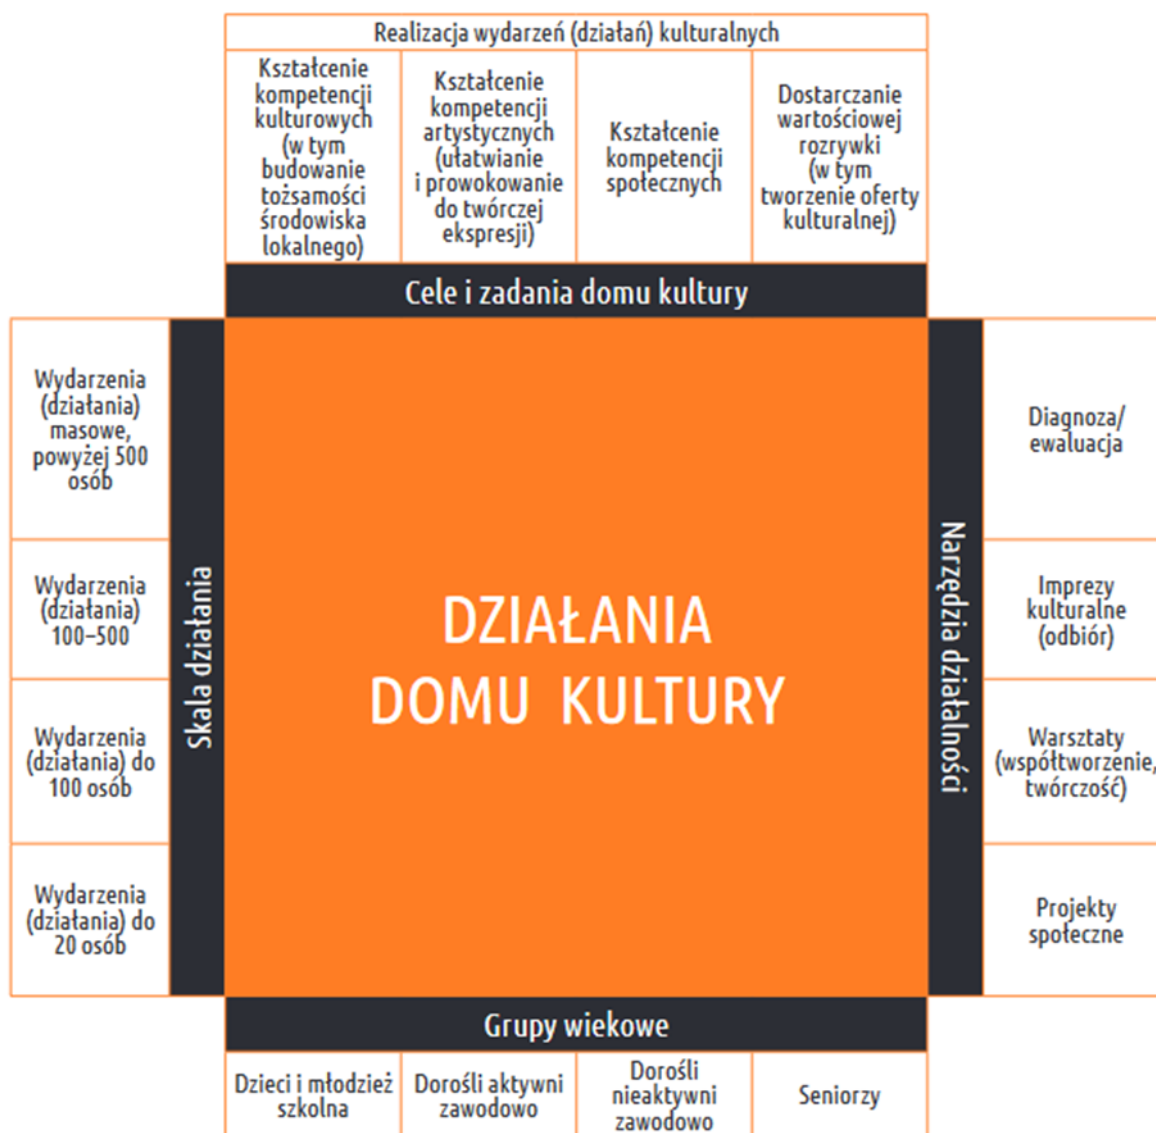 Realizacja wydarzeń (działań) kulturalnych
Kształcenie
kompetencji
kulturowych
(w tym
budowanie
tożsamości
środowiska
lokalnego)
Kształcenie
kompetencji
artystycznych
(ułatwianie
i prowokowanie
do twórczej
ekspresji)
Kształcenie
kompetencji
społecznych
Dostarczanie
wartościowej
rozrywki
(w tym
tworzenie oferty
kulturalnej)
Cele i zadania domu kultury
Wydarzenia
(działania)
masowe,
powyżej 500
osób
Wydarzenia
(działania)
100–500
Wydarzenia
(działania) do
100 osób
Wydarzenia
(działania) do
20 osób
Skala działania
DZIAŁANIA
DOMU KULTURY
Narzędzia działalności
Diagnoza/
ewaluacja
Imprezy
kulturalne
(odbiór)
Warsztaty
(współtworzenie,
twórczość)
Projekty
społeczne
Grupy wiekowe
Dzieci i młodzież
szkolna
Dorośli aktywni
zawodowo
Dorośli
nieaktywni
zawodowo
Seniorzy